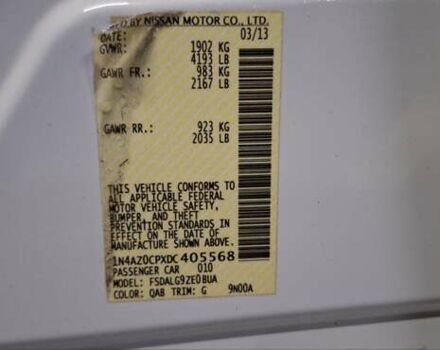 MFD BY NISSAN MOTOR CO., LTD.
DATE: 03/13
GVWR: 1902 KG
4193 LB
GAWR FR.: 983 KG
2167 LB
GAWR RR.: 923 KG
2035 LB
THIS VEHICLE CONFORMS TO
ALL APPLICABLE FEDERAL
MOTOR VEHICLE SAFETY,
BUMPER, AND THEFT
PREVENTION STANDARDS IN
EFFECT ON THE DATE OF
MANUFACTURE SHOWN ABOVE.
1N4AZ0CPXDC405568
PASSENGER CAR 010
MODEL: FSDALG9ZE0BUA
COLOR: QAB TRIM: G 9N00A